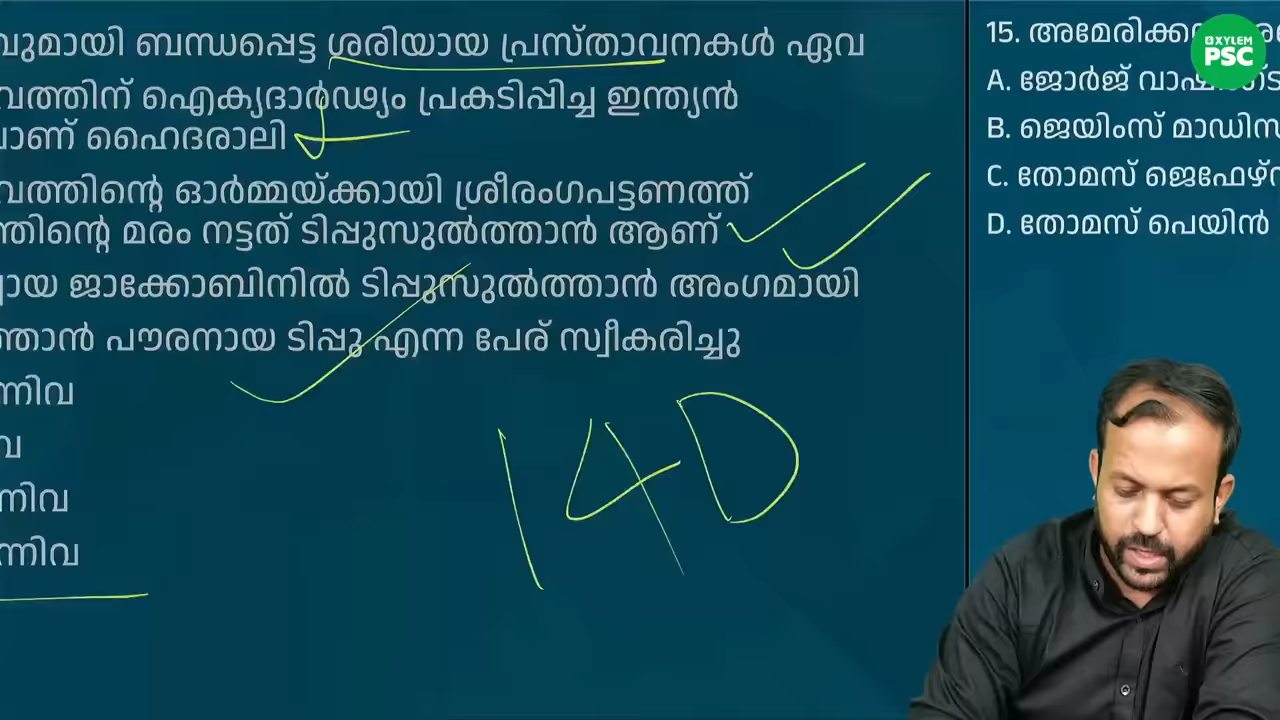 വുമായി ബന്ധപ്പെട്ട ശരിയായ പ്രസ്താവനകൾ ഏവ
വത്തിന് ഐക്യദാർഢ്യം പ്രകടിപ്പിച്ച ഇന്ത്യൻ
ാണ് ഹൈദരാലി
വത്തിന്റെ ഓർമ്മയ്ക്കായി ശ്രീരംഗപട്ടണത്ത്
ത്തിന്റെ മരം നട്ടത് ടിപ്പുസുൽത്താൻ ആണ്
ായ ജാക്കോബിനിൽ ടിപ്പുസുൽത്താൻ അംഗമായി
ത്താൻ പൗരനായ ടിപ്പു എന്ന പേര് സ്വീകരിച്ചു
ന്നിവ
വ
ന്നിവ
ന്നിവ
14 D
15. അമേരിക്ക
A. ജോർജ് വാഷ
B. ജെയിംസ് മാഡിസ
C. തോമസ് ജെഫേഴ്
D. തോമസ് പെയിൻ
XYLEM
PSC